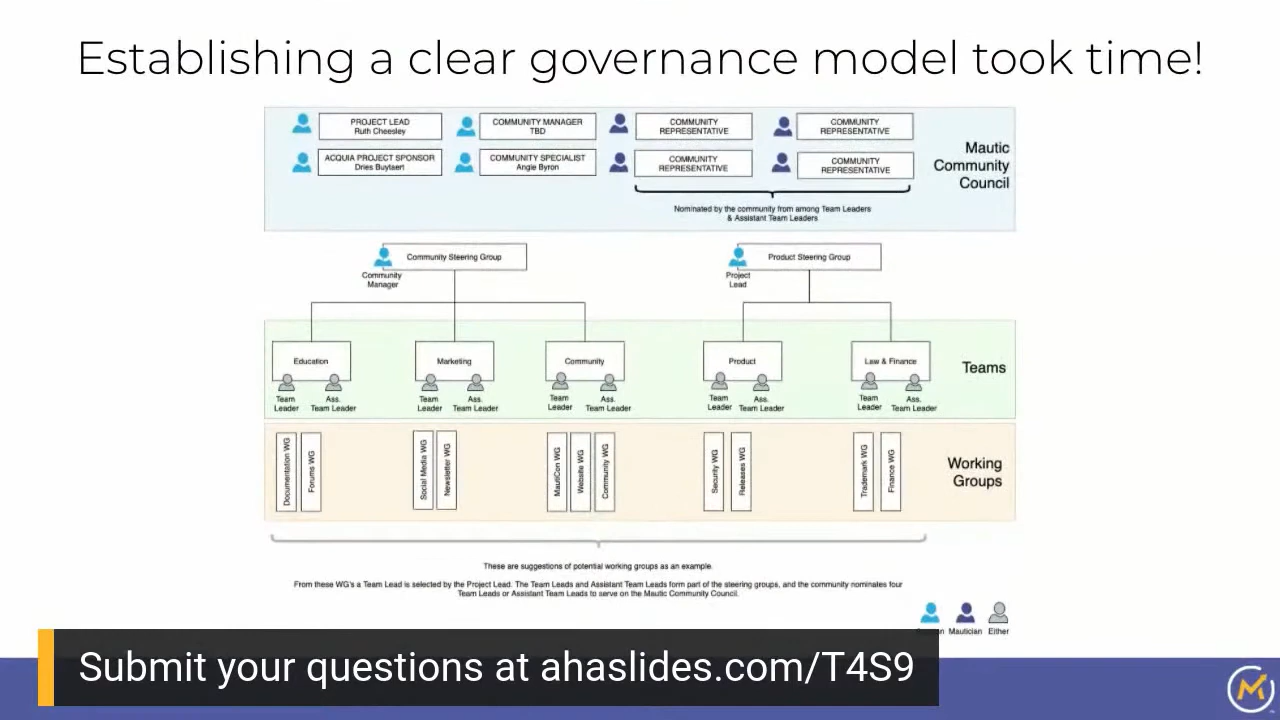 Establishing a clear governance model took time!
PROJECT LEAD
Ruth Cheesley
COMMUNITY MANAGER
TBD
COMMUNITY
REPRESENTATIVE
COMMUNITY
REPRESENTATIVE
ACQUIA PROJECT SPONSOR
Dries Buytaert
COMMUNITY SPECIALIST
Angie Byron
COMMUNITY
REPRESENTATIVE
COMMUNITY
REPRESENTATIVE
Mautic
Community
Council
Nominated by the community from among Team Leaders
& Assistant Team Leaders
Community Steering Group
Community
Manager
Product Steering Group
Project
Lead
Education
Marketing
Community
Product
Law & Finance
Teams
Team
Leader
Ass.
Team Leader
Team
Leader
Ass.
Team Leader
Team
Leader
Ass.
Team Leader
Team
Leader
Ass.
Team Leader
Team
Leader
Ass.
Team Leader
Documentation WG
Forums WG
Social Media WG
Newsletter WG
MautiCon WG
Website WG
Community WG
Security WG
Releases WG
Trademark WG
Finance WG
Working
Groups
These are suggestions of potential working groups as an example.
From these WG's a Team Lead is selected by the Project Lead. The Team Leads and Assistant Team Leads form part of the steering groups, and the community nominates four
Team Leads or Assistant Team Leads to serve on the Mautic Community Council.
Mautician
Either
Submit your questions at ahaslides.com/T4S9